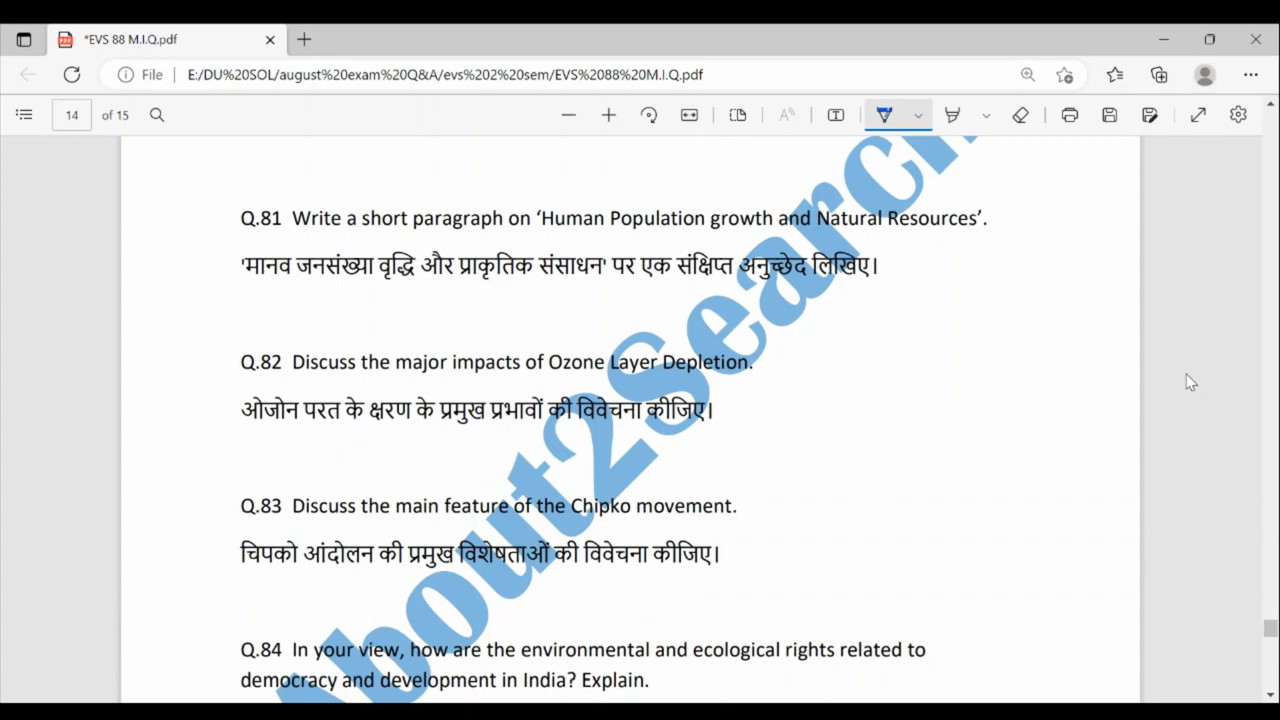 *EVS 88 M.I.Q.pdf
File
E:/DU%20SOL/august%20exam%20Q&A/evs%202%20sem/EVS%2088%20M.I.Q.pdf
14 of 15
Q.81 Write a short paragraph on ‘Human Population growth and Natural Resources’.
'मानव जनसंख्या वृद्धि और प्राकृतिक संसाधन' पर एक संक्षिप्त अनुच्छेद लिखिए।
Q.82 Discuss the major impacts of Ozone Layer Depletion.
ओजोन परत के क्षरण के प्रमुख प्रभावों की विवेचना कीजिए।
Q.83 Discuss the main feature of the Chipko movement.
चिपको आंदोलन की प्रमुख विशेषताओं की विवेचना कीजिए।
Q.84 In your view, how are the environmental and ecological rights related to
democracy and development in India? Explain.
About2Search